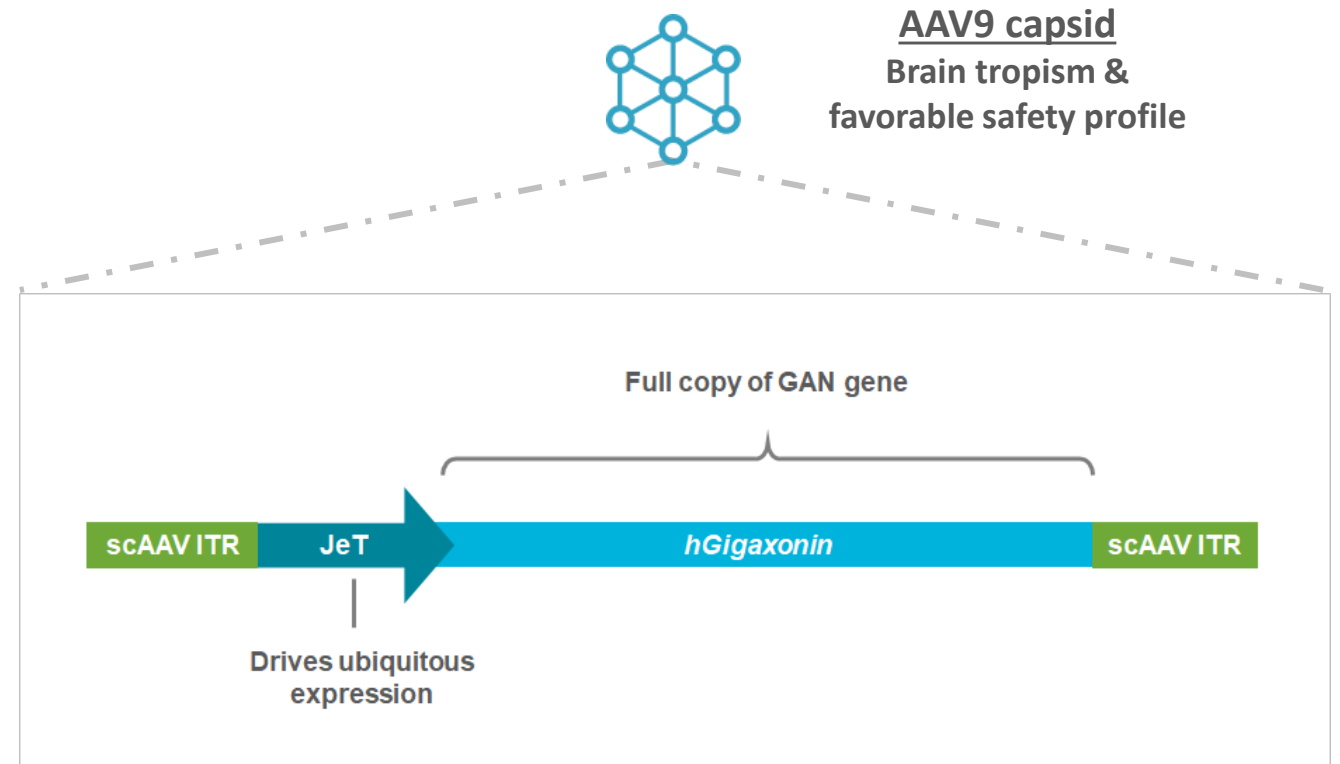 AAV9 capsid
Brain tropism &
favorable safety profile
Full copy of GAN gene
scAAV ITR
JeT
hGigaxonin
scAAV ITR
Drives ubiquitous
expression